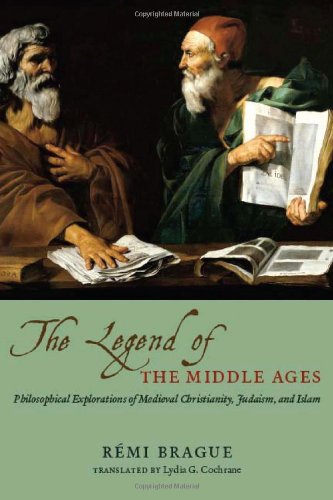 The Legend of
THE MIDDLE AGES
Philosophical Explorations of Medieval Christianity, Judaism, and Islam
RÉMI BRAGUE
TRANSLATED BY Lydia G. Cochrane